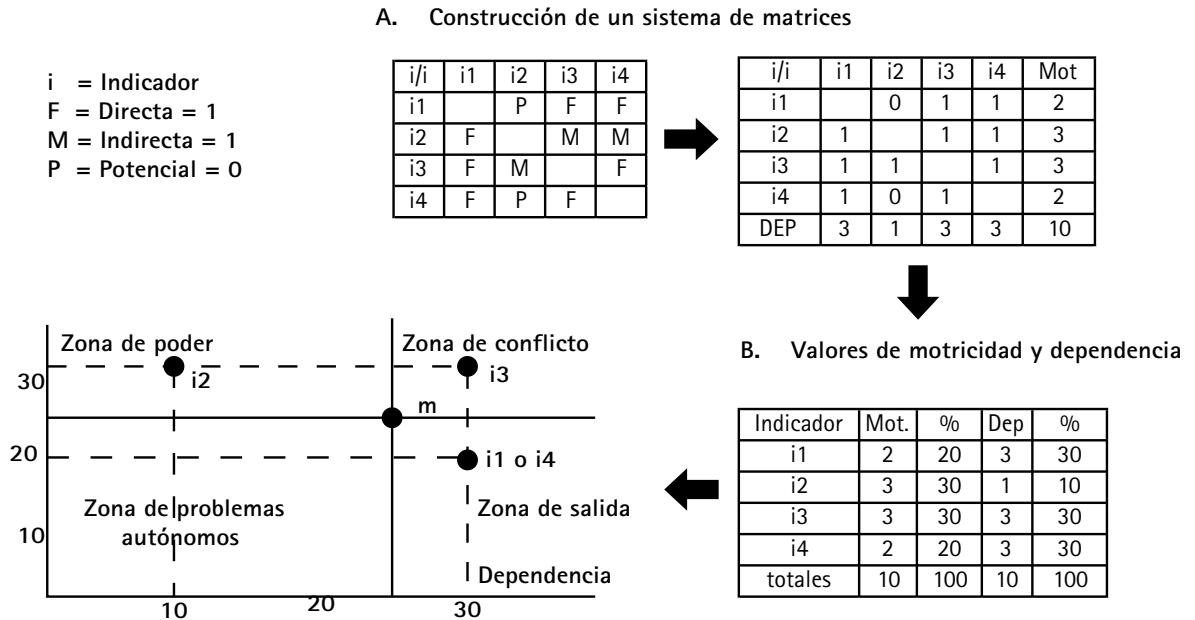 A. Construcción de un sistema de matrices
i = Indicador
F = Directa = 1
M = Indirecta = 1
P = Potencial = 0
i/i i1 i2 i3 i4
i1 P F F
i2 F M M
i3 F M F
i4 F P F
i/i i1 i2 i3 i4 Mot
i1 0 1 1 2
i2 1 1 1 3
i3 1 1 1 3
i4 1 0 1 2
DEP 3 1 3 3 10
B. Valores de motricidad y dependencia
Indicador Mot. % Dep %
i1 2 20 3 30
i2 3 30 1 10
i3 3 30 3 30
i4 2 20 3 30
totales 10 100 10 100
Zona de poder Zona de conflicto
30 i2 i3
m
20 i1 o i4
Zona de problemas Zona de salida
10 autónomos
Dependencia
10 20 30